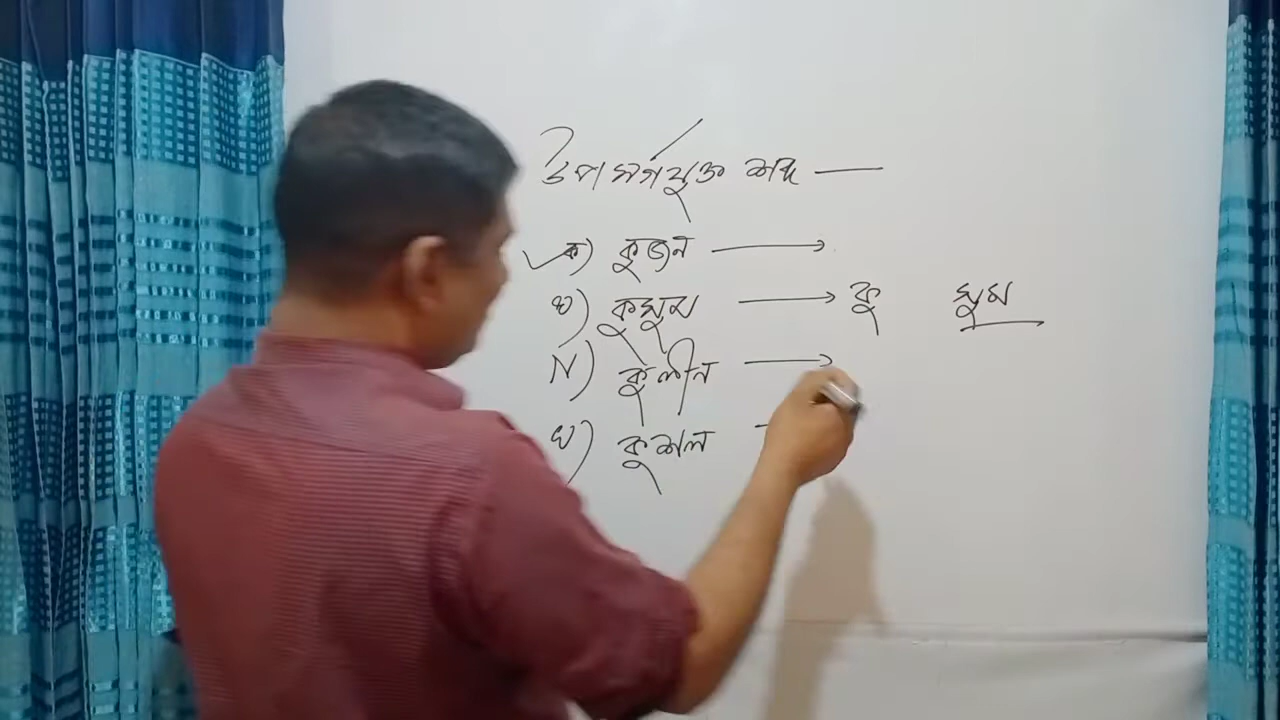 উপসর্গযুক্ত শব্দ —
ক) কুজন →
খ) কুসুম → কু সুম
গ) কুলীন →
ঘ) কুশল